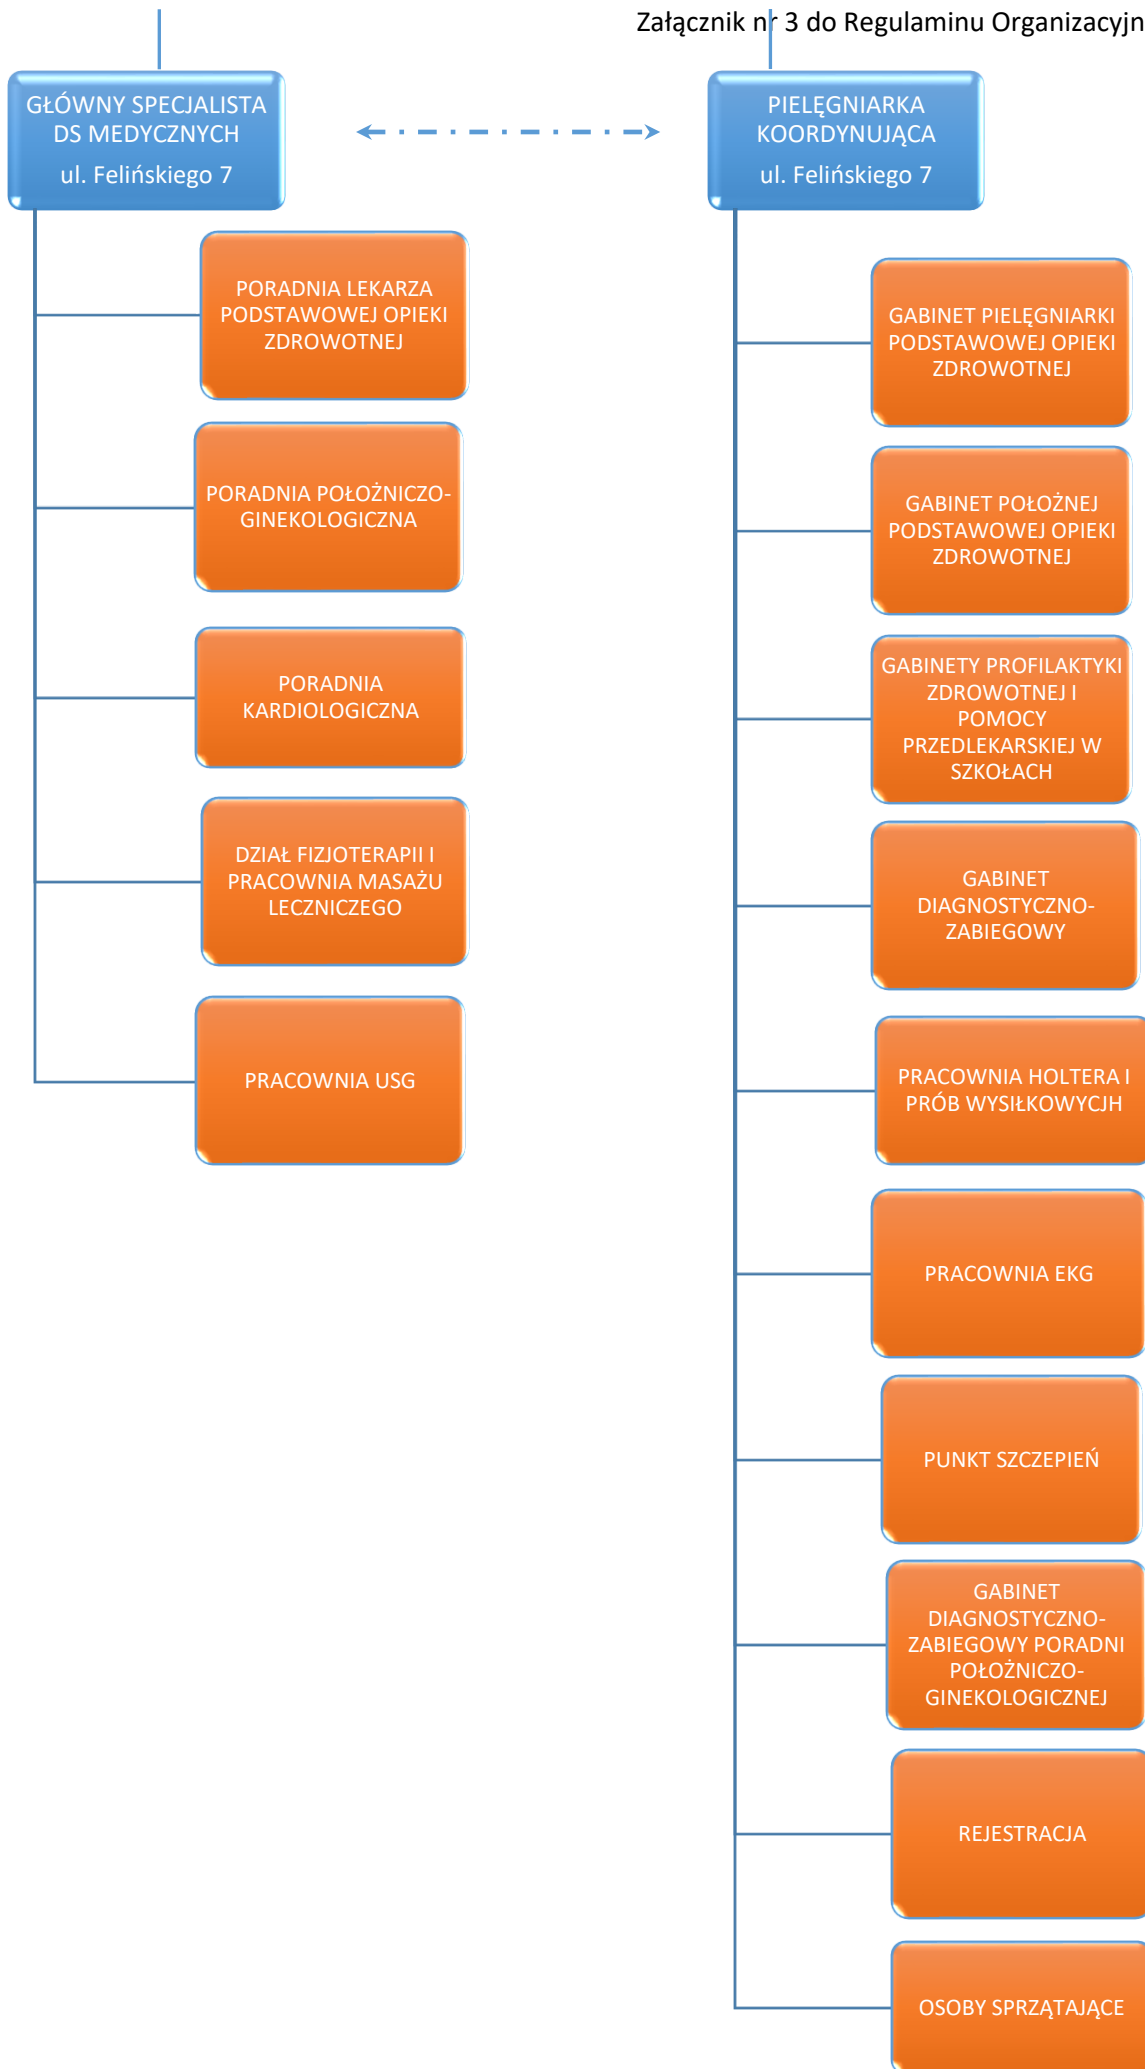 Załącznik nr 3 do Regulaminu Organizacyjn
GŁÓWNY SPECJALISTA
DS MEDYCZNYCH
ul. Felińskiego 7
PORADNIA LEKARZA
PODSTAWOWEJ OPIEKI
ZDROWOTNEJ
PORADNIA POŁOŻNICZO-
GINEKOLOGICZNA
PORADNIA
KARDIOLOGICZNA
DZIAŁ FIZJOTERAPII I
PRACOWNIA MASAŻU
LECZNICZEGO
PRACOWNIA USG
PIELĘGNIARKA
KOORDYNUJĄCA
ul. Felińskiego 7
GABINET PIELĘGNIARKI
PODSTAWOWEJ OPIEKI
ZDROWOTNEJ
GABINET POŁOŻNEJ
PODSTAWOWEJ OPIEKI
ZDROWOTNEJ
GABINETY PROFILAKTYKI
ZDROWOTNEJ I
POMOCY
PRZEDLEKARSKIEJ W
SZKOŁACH
GABINET
DIAGNOSTYCZNO-
ZABIEGOWY
PRACOWNIA HOLTERA I
PRÓB WYSIŁKOWYCJH
PRACOWNIA EKG
PUNKT SZCZEPIEŃ
GABINET
DIAGNOSTYCZNO-
ZABIEGOWY PORADNI
POŁOŻNICZO-
GINEKOLOGICZNEJ
REJESTRACJA
OSOBY SPRZĄTAJĄCE